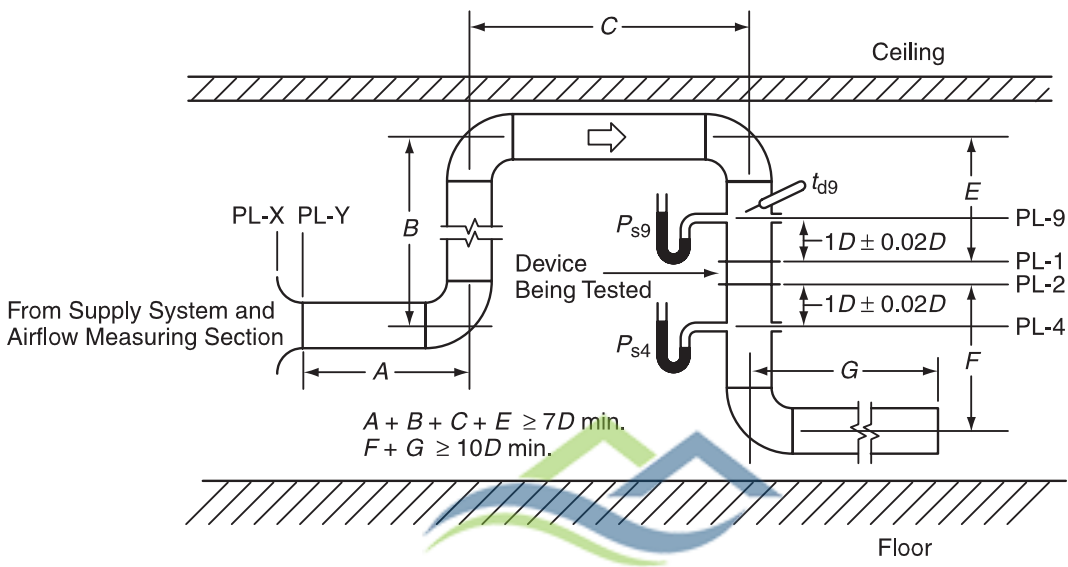 C
Ceiling
t_d9
E
PL-X PL-Y
B
P_s9
PL-9
1D ± 0.02D
Device
Being Tested
PL-1
PL-2
From Supply System and
Airflow Measuring Section
1D ± 0.02D
P_s4
PL-4
A
G
F
A + B + C + E ≥ 7D min.
F + G ≥ 10D min.
Floor